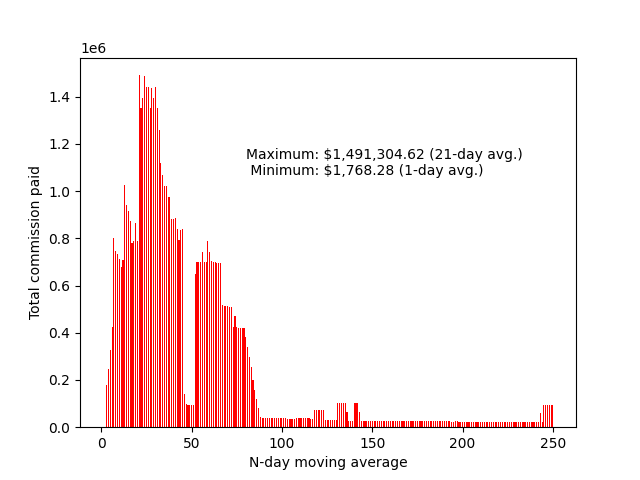 1e6
1.4
1.2
1.0
0.8
0.6
0.4
0.2
0.0
Total commission paid
Maximum: $1,491,304.62 (21-day avg.)
Minimum: $1,768.28 (1-day avg.)
0 50 100 150 200 250
N-day moving average